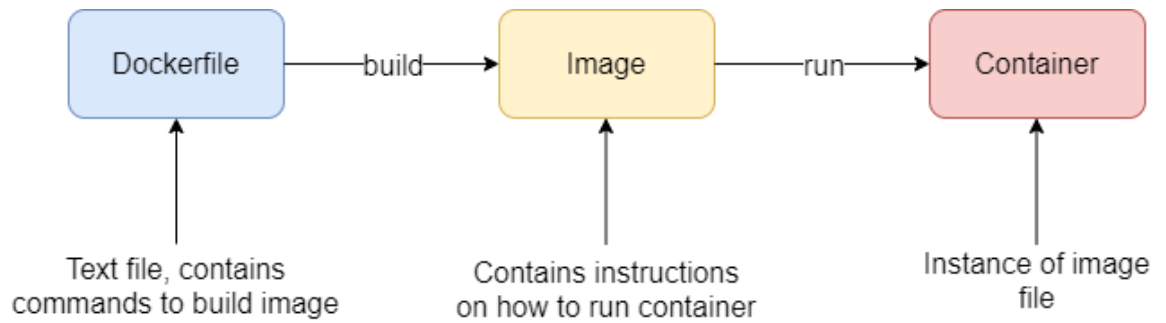 Dockerfile
build
Image
run
Container
Text file, contains
commands to build image
Contains instructions
on how to run container
Instance of image
file